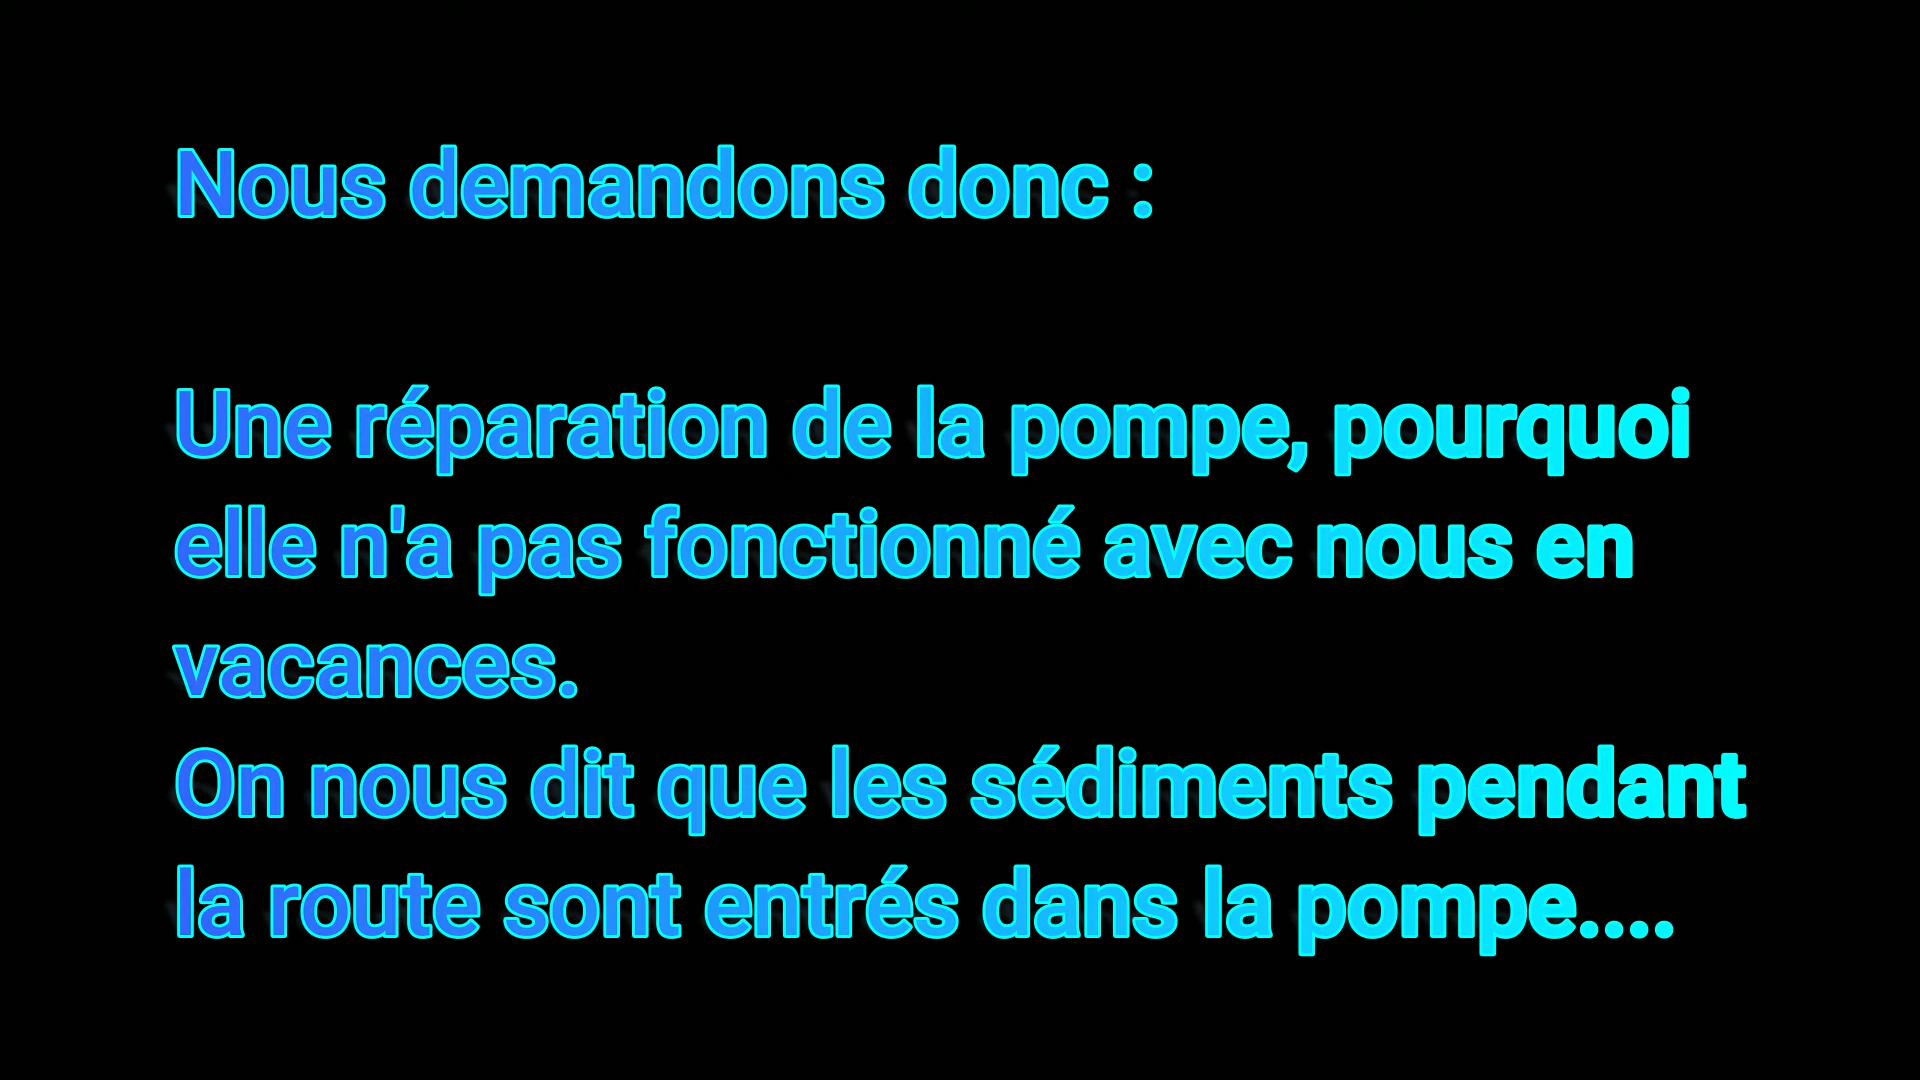 Nous demandons donc :
Une réparation de la pompe, pourquoi
elle n'a pas fonctionné avec nous en
vacances.
On nous dit que les sédiments pendant
la route sont entrés dans la pompe....